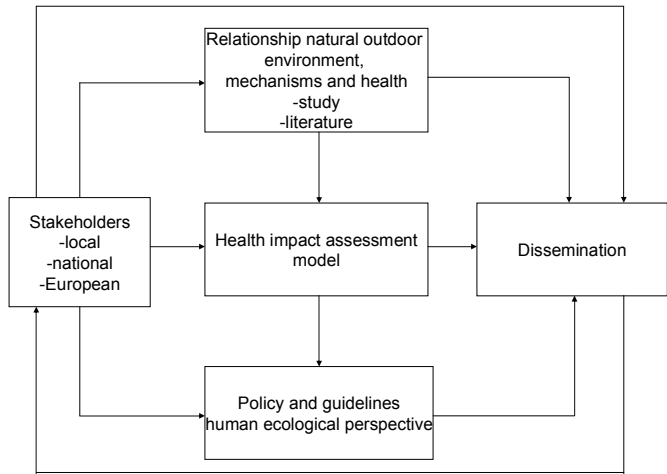 Relationship natural outdoor
environment,
mechanisms and health
-study
-literature
Stakeholders
-local
-national
-European
Health impact assessment
model
Dissemination
Policy and guidelines
human ecological perspective